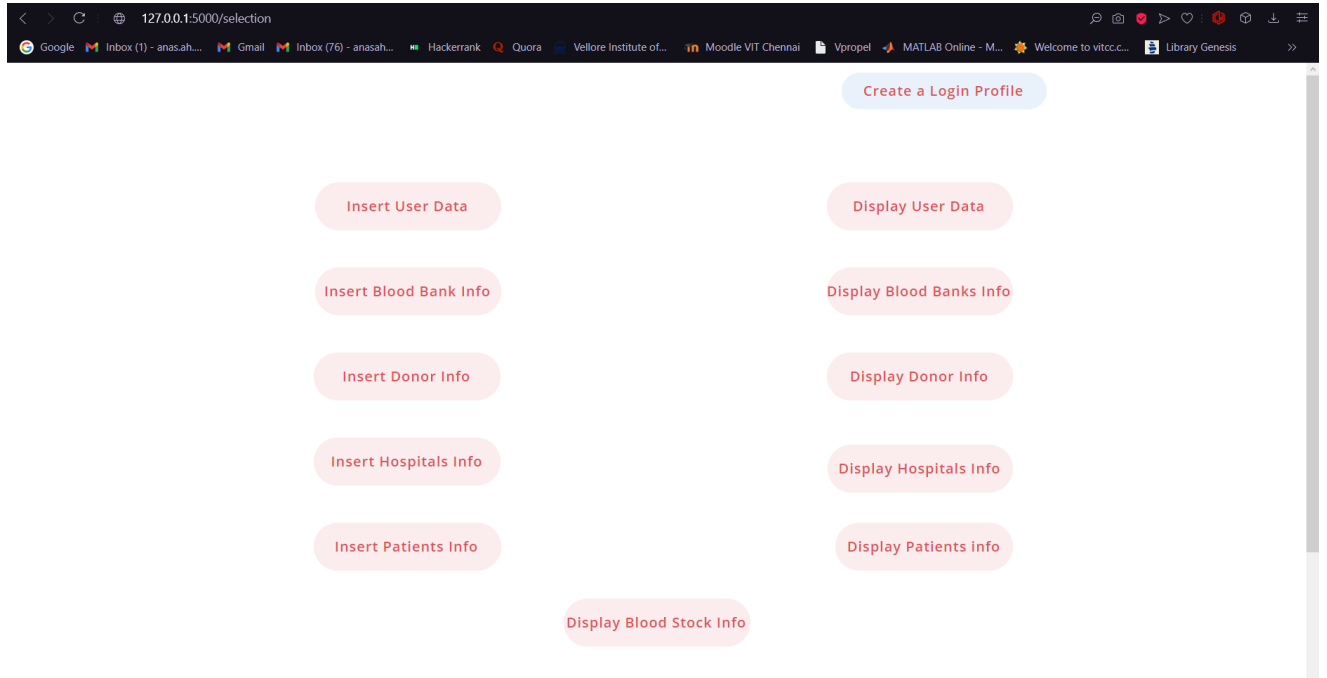 127.0.0.1:5000/selection
Google Inbox (1) - anas.ah.... Gmail Inbox (76) - anasah... Hackerrank Quora Vellore Institute of... Moodle VIT Chennai Vpropel MATLAB Online - M... Welcome to vitcc.c... Library Genesis
Create a Login Profile
Insert User Data Display User Data
Insert Blood Bank Info Display Blood Banks Info
Insert Donor Info Display Donor Info
Insert Hospitals Info Display Hospitals Info
Insert Patients Info Display Patients info
Display Blood Stock Info